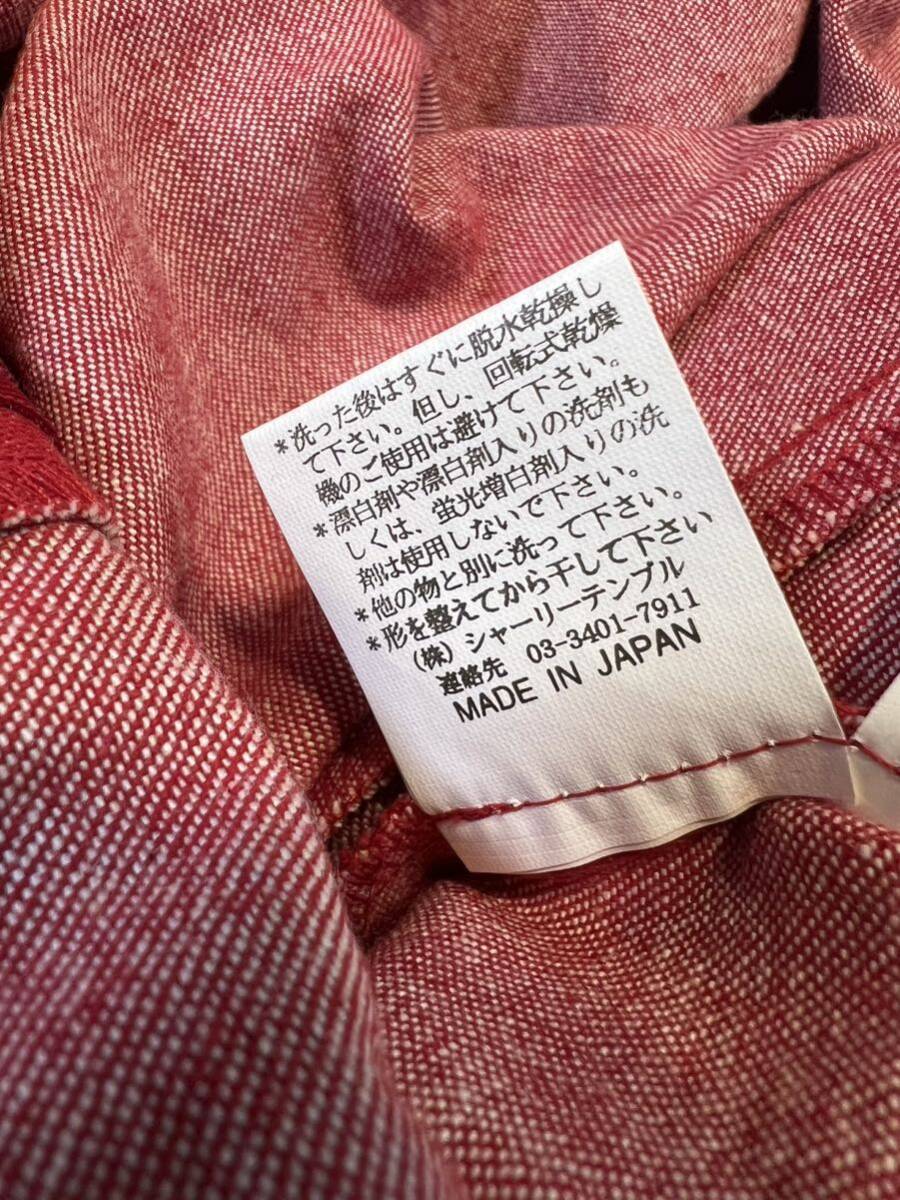 *洗った後はすぐに脱水乾操し
て下さい。但し、回転式乾燥
機のご使用は避けて下さい。
*漂白剤や漂白剤入りの洗剤も
しくは、蛍光増白剤入りの洗
剤は使用しないで下さい。
*他の物と別に洗って下さい。
*形を整えてから干して下さい
(株)シャーリーテンプル
連絡先 03-3401-7911
MADE IN JAPAN